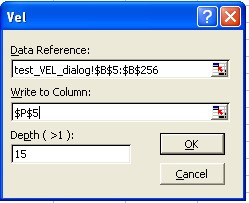 Vel
?
Data Reference:
test_VEL_dialog!$B$5:$B$256
Write to Column:
$P$5
Depth ( >1 ):
15
OK
Cancel